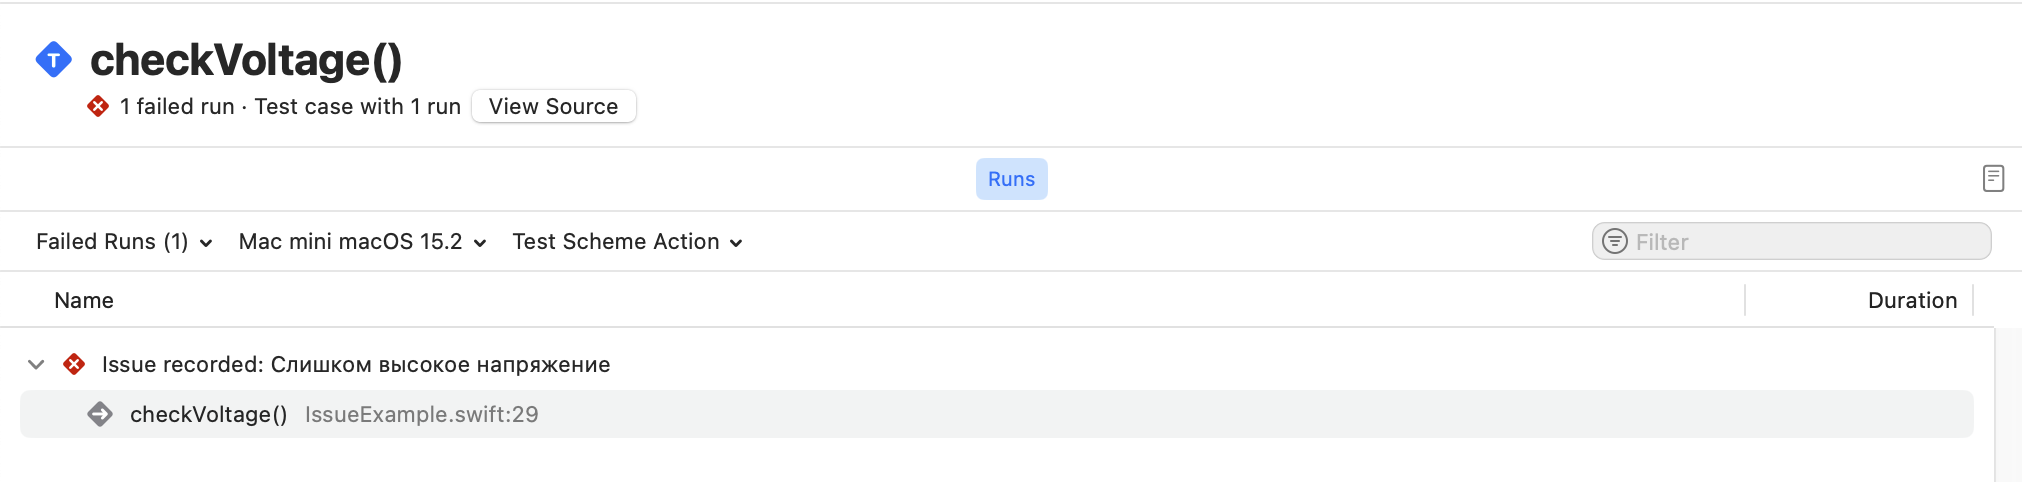 checkVoltage()
1 failed run · Test case with 1 run View Source
Runs
Failed Runs (1) Mac mini macOS 15.2 Test Scheme Action Filter
Name Duration
Issue recorded: Слишком высокое напряжение
checkVoltage() IssueExample.swift:29